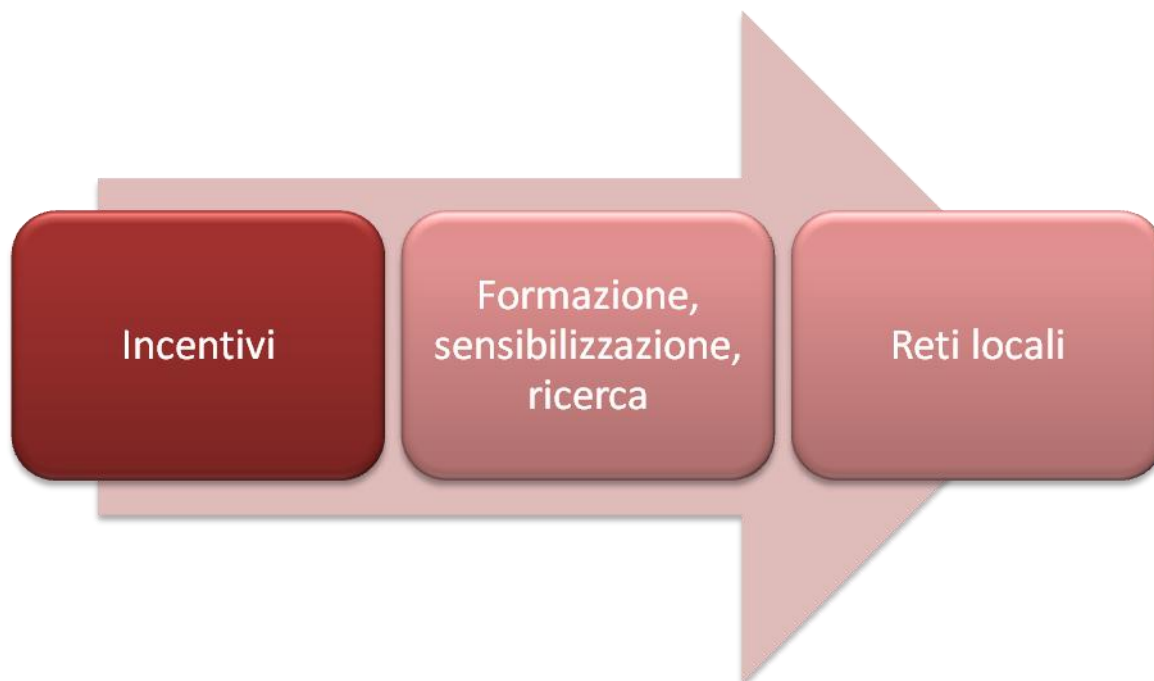 Incentivi
Formazione,
sensibilizzazione,
ricerca
Reti locali